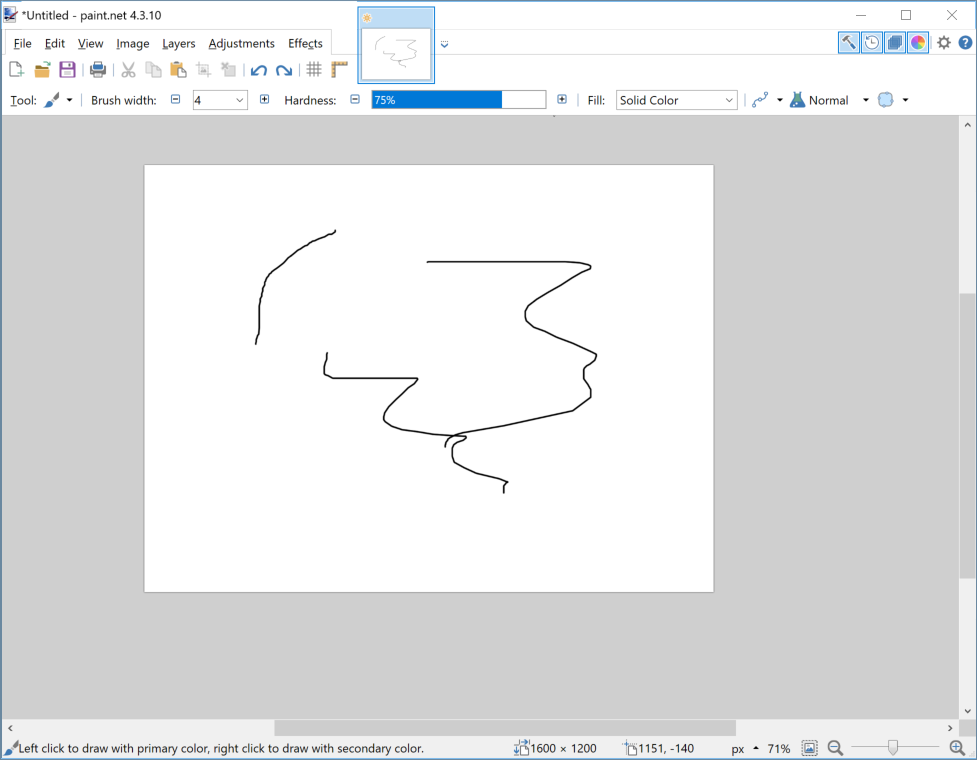 *Untitled - paint.net 4.3.10
File Edit View Image Layers Adjustments Effects
Tool: Brush width: 4 Hardness: 75% Fill: Solid Color Normal
Left click to draw with primary color, right click to draw with secondary color. 1600 × 1200 1151, -140 px 71%